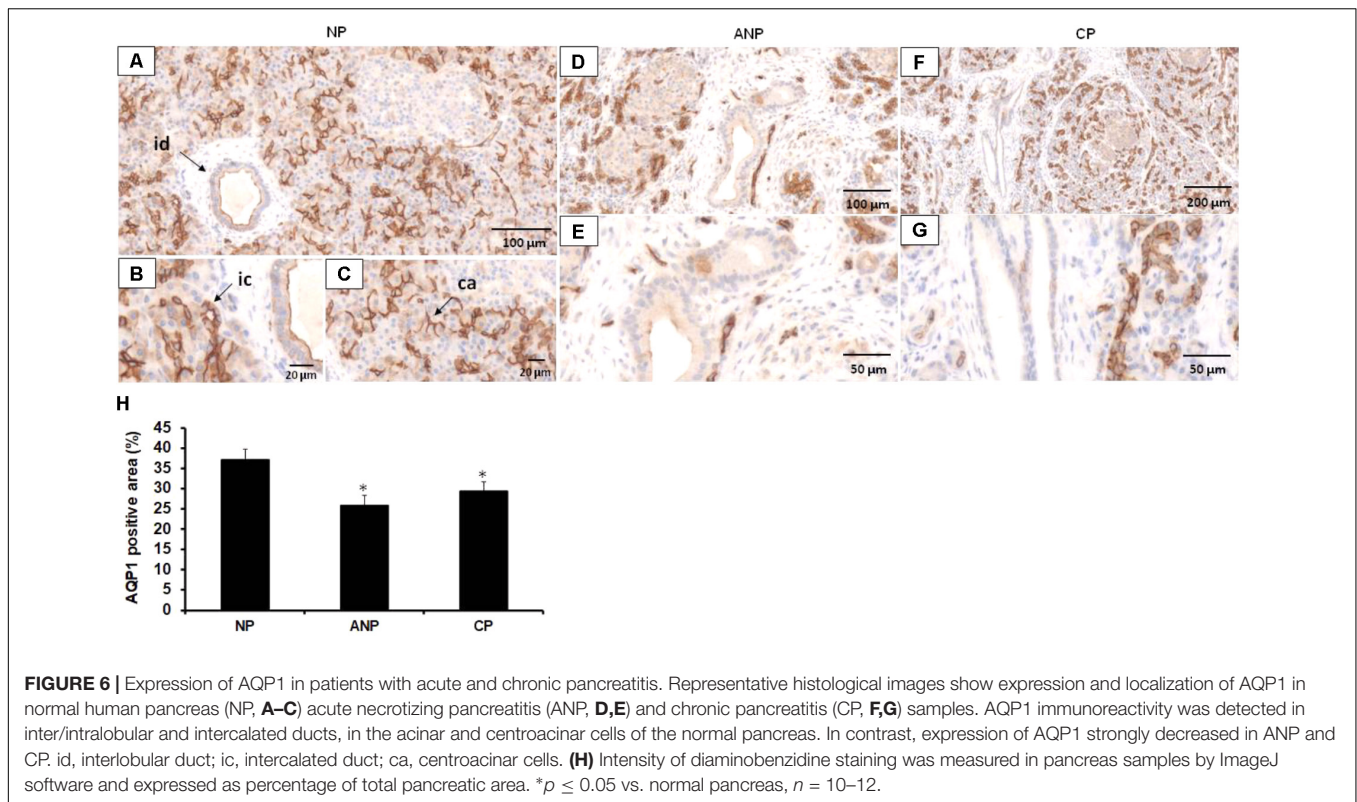 NP
ANP
CP
A
id
D
F
100 µm
100 µm
200 µm
B
ic
C
ca
E
G
20 µm
20 µm
50 µm
50 µm
H
AQP1 positive area (%)
45
40
35
30
25
20
15
10
5
0
*
*
NP
ANP
CP
FIGURE 6 | Expression of AQP1 in patients with acute and chronic pancreatitis. Representative histological images show expression and localization of AQP1 in
normal human pancreas (NP, A–C) acute necrotizing pancreatitis (ANP, D,E) and chronic pancreatitis (CP, F,G) samples. AQP1 immunoreactivity was detected in
inter/intralobular and intercalated ducts, in the acinar and centroacinar cells of the normal pancreas. In contrast, expression of AQP1 strongly decreased in ANP and
CP. id, interlobular duct; ic, intercalated duct; ca, centroacinar cells. (H) Intensity of diaminobenzidine staining was measured in pancreas samples by ImageJ
software and expressed as percentage of total pancreatic area. *p ≤ 0.05 vs. normal pancreas, n = 10–12.